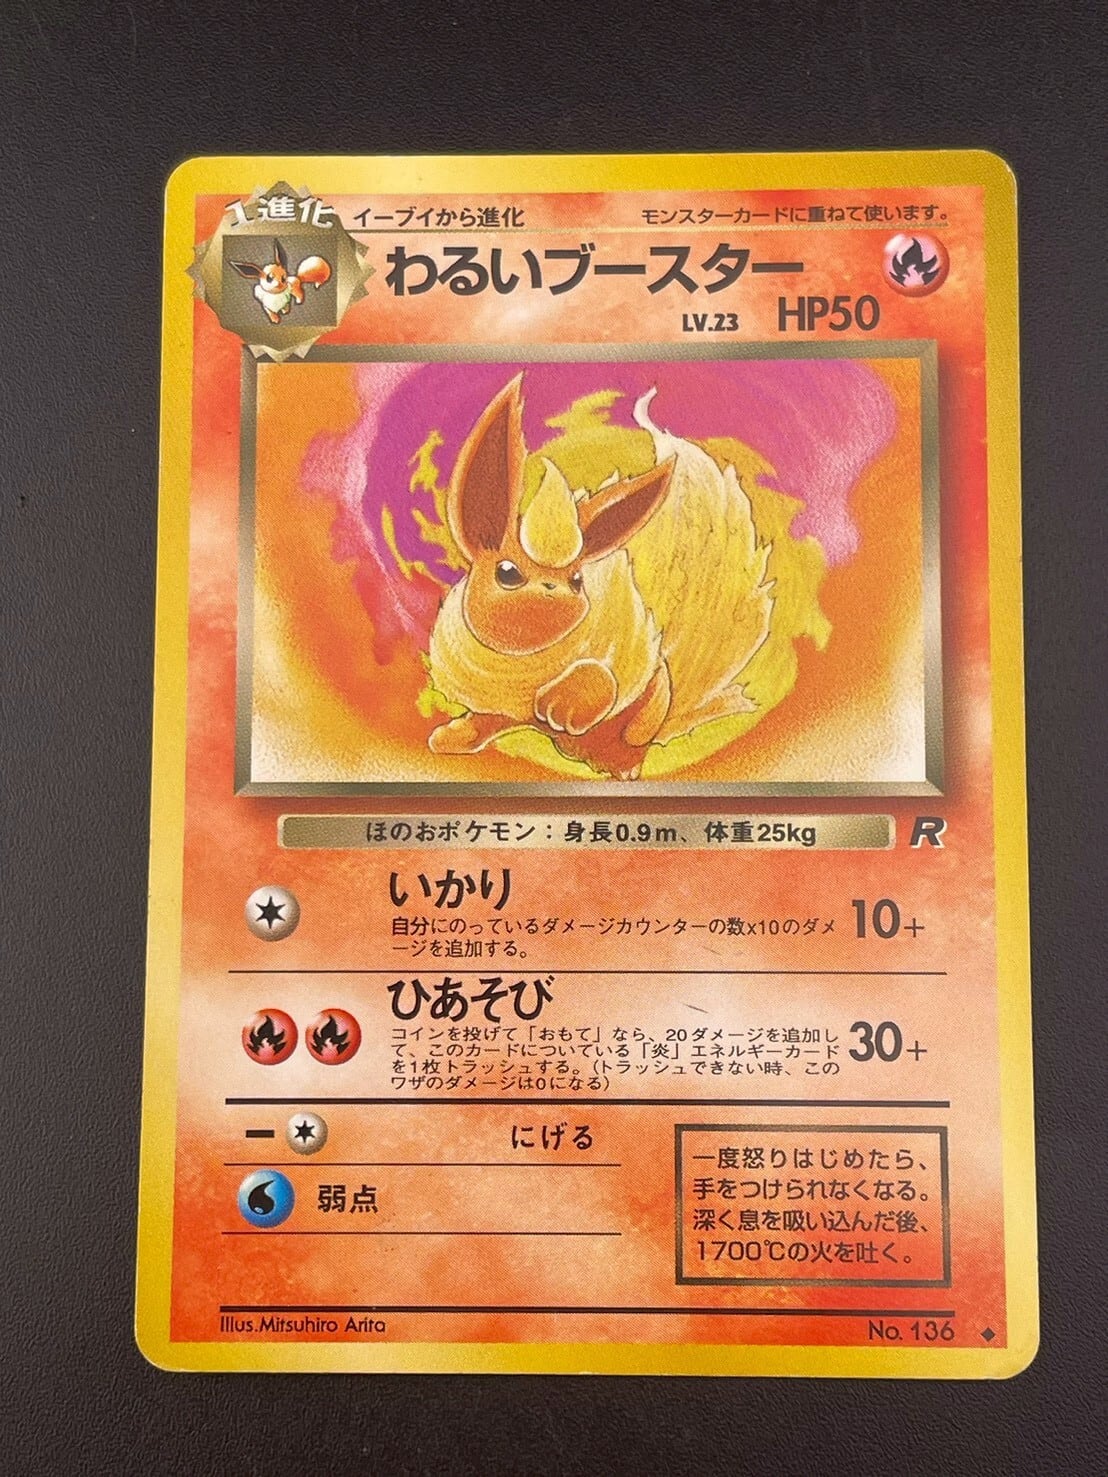 1進化
イーブイから進化
モンスターカードに重ねて使います。
わるいブースター
LV.23 HP50
ほのおポケモン：身長0.9m、体重25kg
R
いかり
自分にのっているダメージカウンターの数x10のダメ
ージを追加する。
10+
ひあそび
コインを投げて「おもて」なら、20ダメージを追加し
て、このカードについている「炎」エネルギーカード
を1枚トラッシュする。（トラッシュできない時、この
ワザのダメージは0になる）
30+
ー
にげる
弱点
一度怒りはじめたら、
手をつけられなくなる。
深く息を吸い込んだ後、
1700℃の火を吐く。
Illus.Mitsuhiro Arita
No. 136 ◆